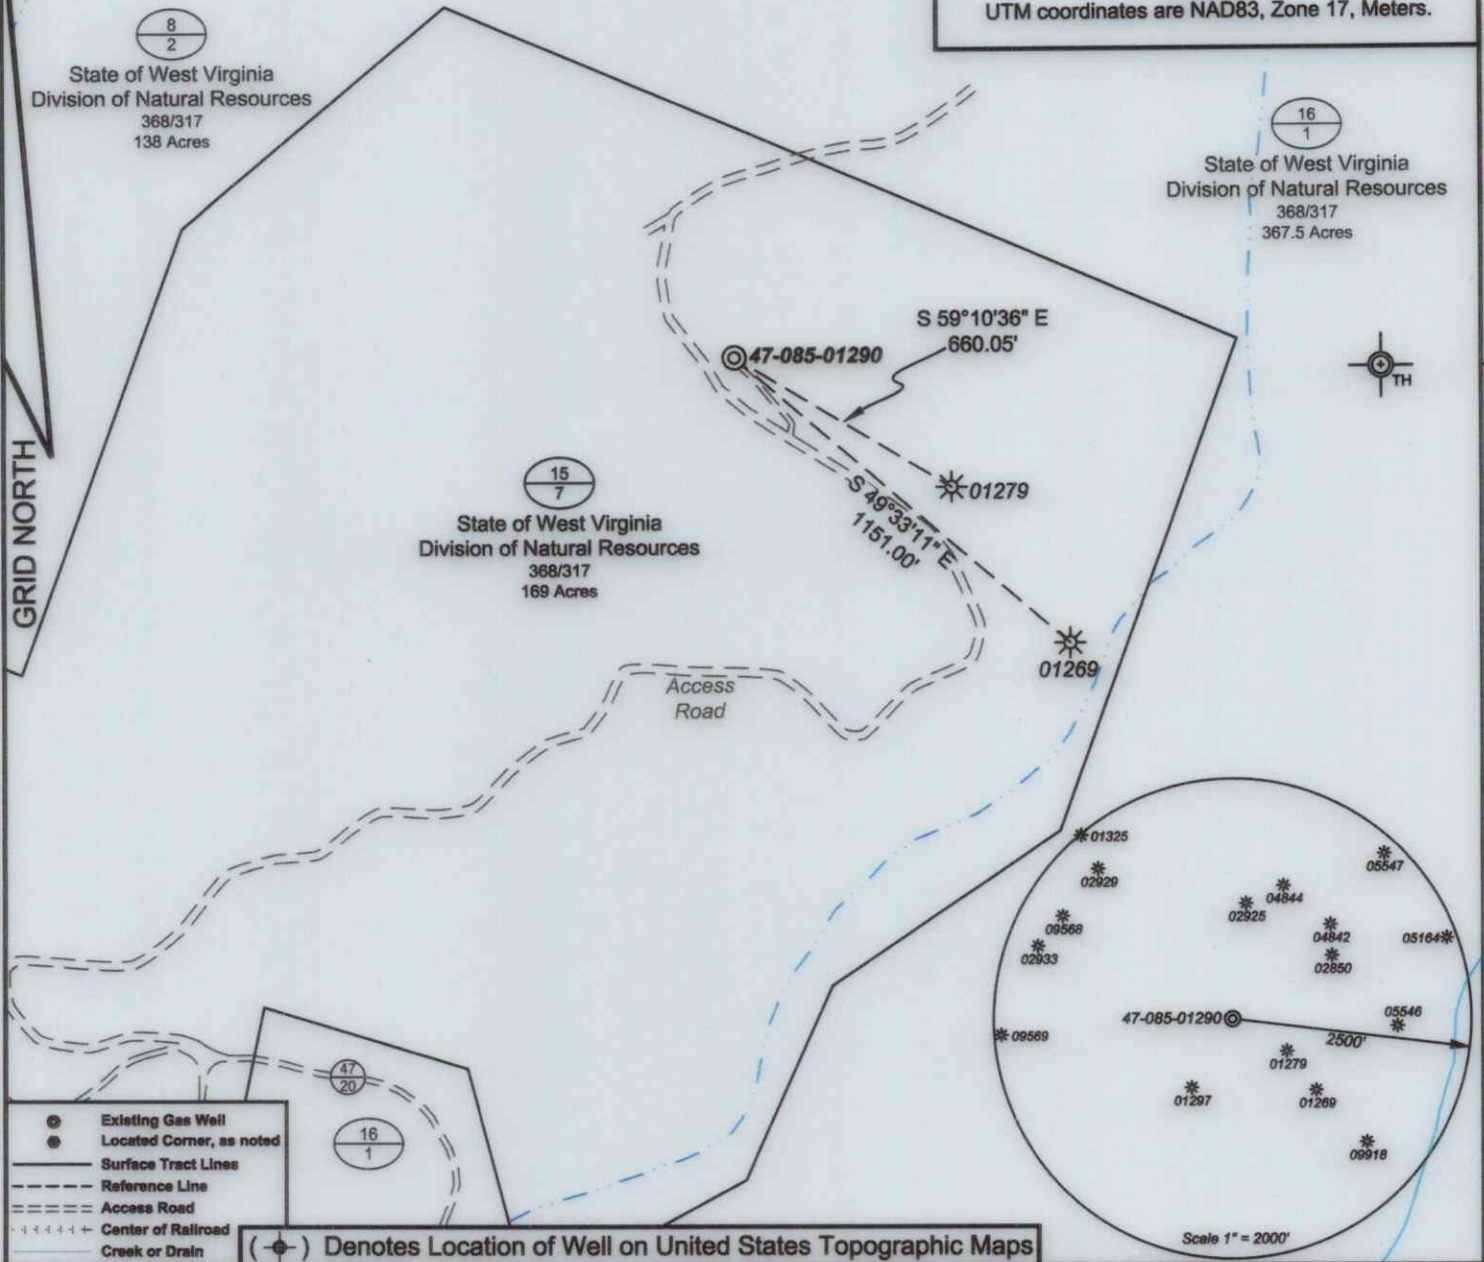 UTM coordinates are NAD83, Zone 17, Meters.
8
2
State of West Virginia
Division of Natural Resources
368/317
138 Acres
16
1
State of West Virginia
Division of Natural Resources
368/317
367.5 Acres
S 59°10'36" E
660.05'
47-085-01290
TH
GRID NORTH
15
7
State of West Virginia
Division of Natural Resources
368/317
169 Acres
01279
S 49°33'11" E
1151.00'
01269
Access
Road
01325
02929
05547
04844
02925
09568
04842
05164
02933
02850
47-085-01290
05546
2500'
09569
01279
01297
01269
09918
Scale 1" = 2000'
47
20
16
1
Existing Gas Well
Located Corner, as noted
Surface Tract Lines
Reference Line
Access Road
Center of Railroad
Creek or Drain
( ) Denotes Location of Well on United States Topographic Maps